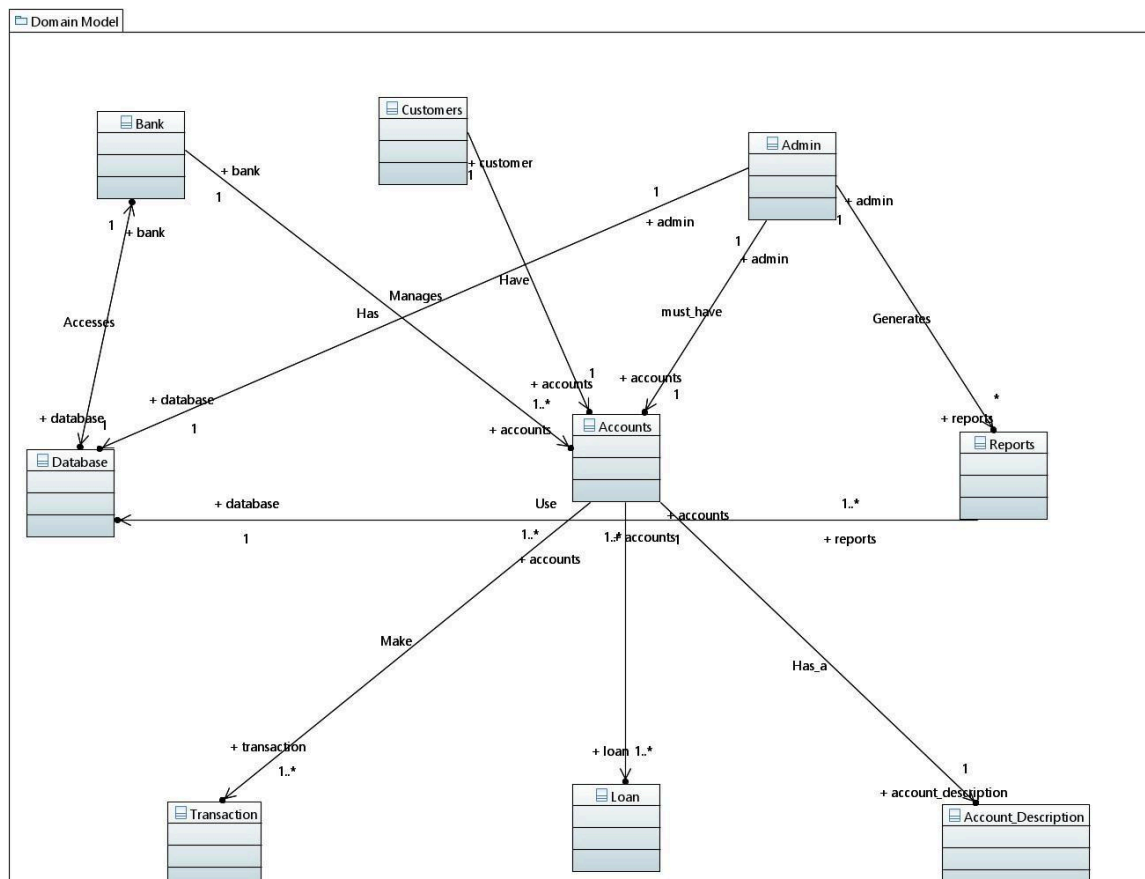 Domain Model
Customers
Bank
Admin
+ customer
1
+ bank
1
1
+ admin
+ admin
1
1
+ bank
1
+ admin
Have
Manages
Has
must_have
Generates
Accesses
1
+ accounts
+ accounts
1
+ database
1
1..*
+ accounts
*
+ reports
+ database
1
Accounts
Reports
Database
+ database
1
Use
1..*
+ reports
+ accounts
1
1..*
+ accounts
1..*
+ accounts
Make
Has_a
+ transaction
1..*
+ loan
1..*
1
+ account_description
Transaction
Loan
Account_Description